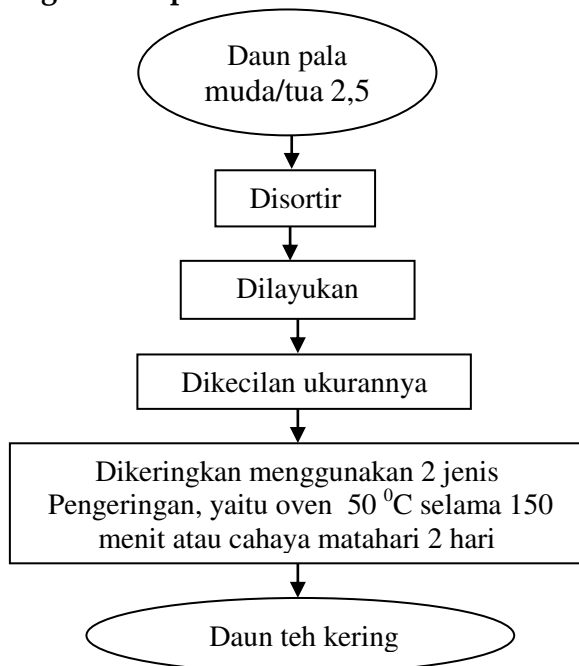 Daun pala
muda/tua 2,5
Disortir
Dilayukan
Dikecilan ukurannya
Dikeringkan menggunakan 2 jenis
Pengeringan, yaitu oven 50 ⁰C selama 150
menit atau cahaya matahari 2 hari
Daun teh kering